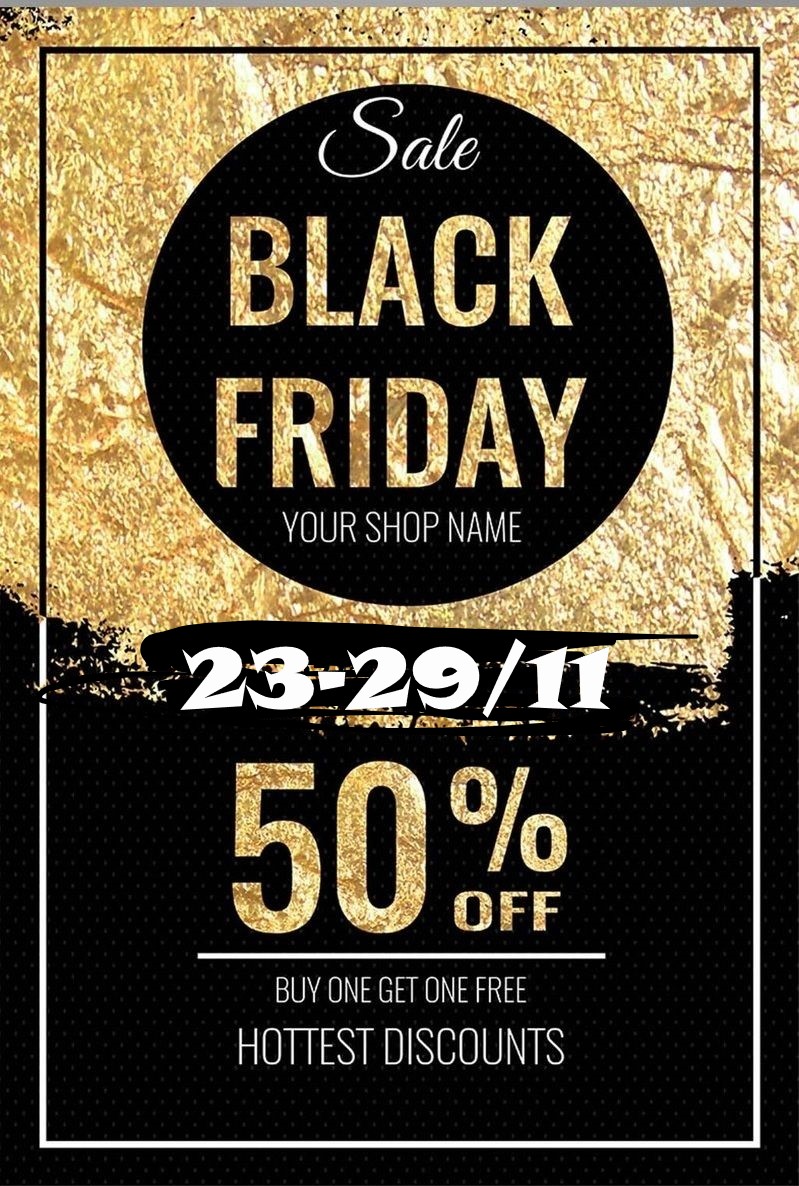 Sale
BLACK
FRIDAY
YOUR SHOP NAME
23-29/11
50%
OFF
BUY ONE GET ONE FREE
HOTTEST DISCOUNTS